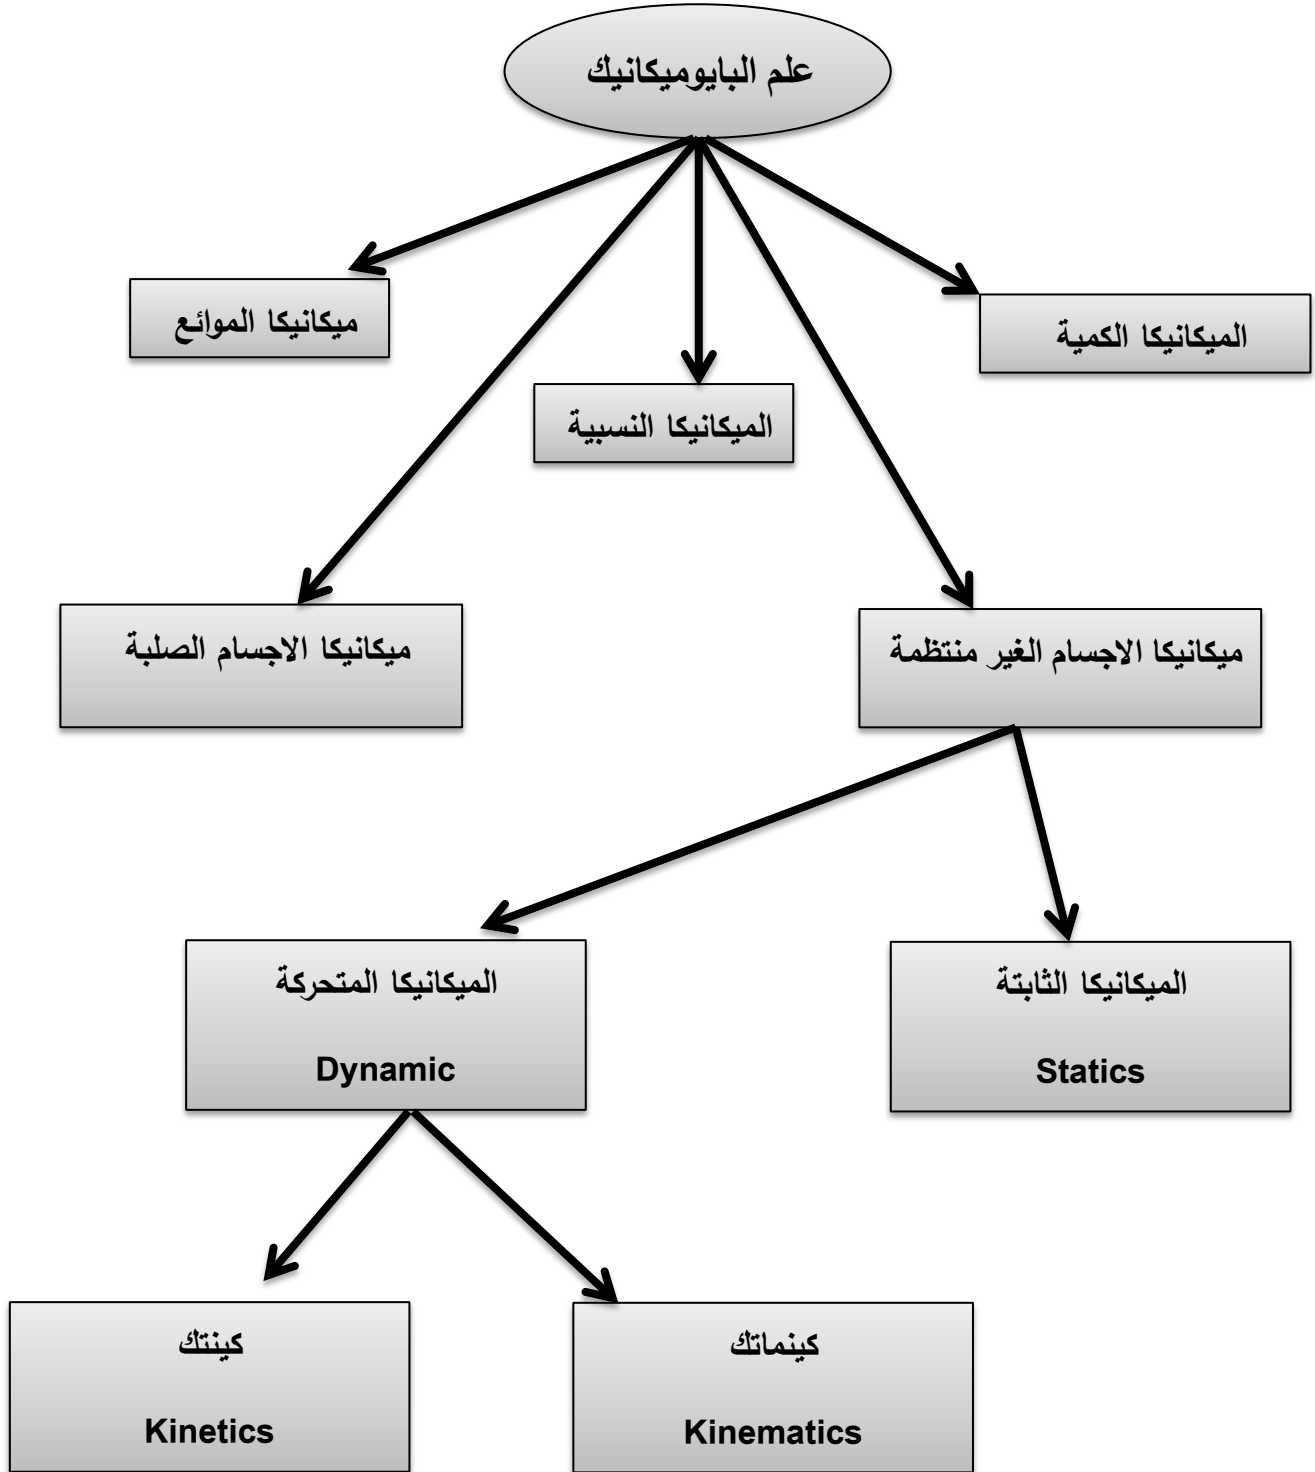 علم البايوميكانيك
الميكانيكا الكمية
ميكانيكا الموائع
الميكانيكا النسبية
ميكانيكا الاجسام الغير منتظمة
ميكانيكا الاجسام الصلبة
الميكانيكا الثابتة
Statics
الميكانيكا المتحركة
Dynamic
كينماتك
Kinematics
كينتك
Kinetics